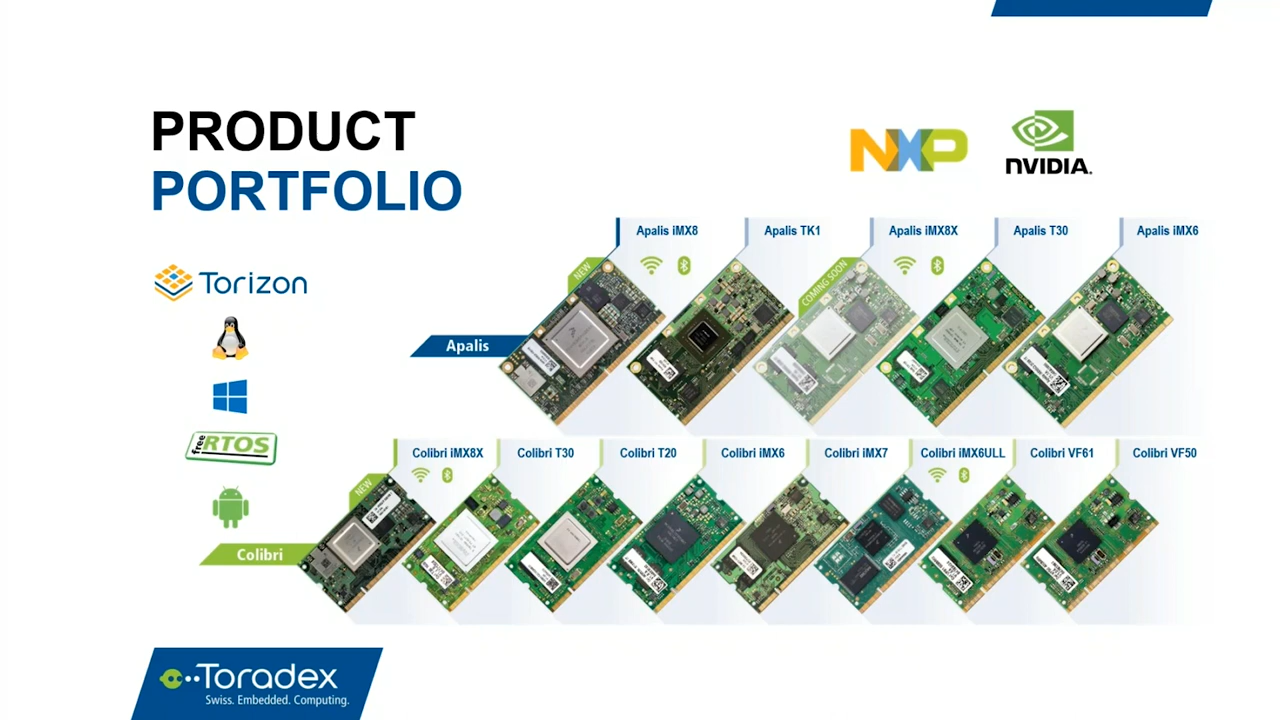 PRODUCT
PORTFOLIO
NXP
NVIDIA.
Torizon
free RTOS
Apalis
Apalis iMX8
Apalis TK1
Apalis iMX8X
Apalis T30
Apalis iMX6
NEW
COMING SOON
Colibri
Colibri iMX8X
Colibri T30
Colibri T20
Colibri iMX6
Colibri iMX7
Colibri iMX6ULL
Colibri VF61
Colibri VF50
NEW
Toradex
Swiss. Embedded. Computing.